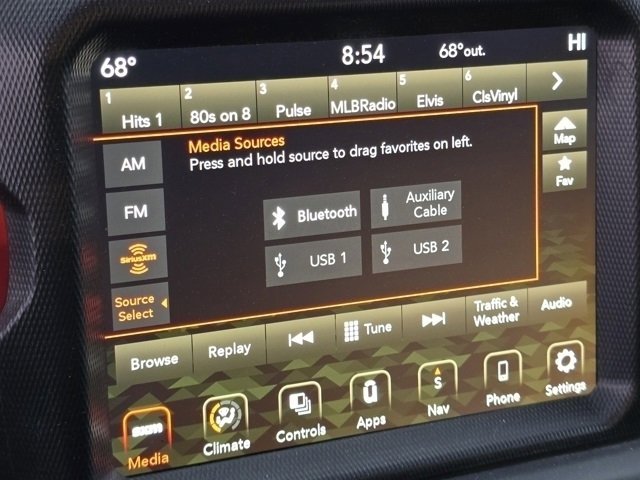 68° 8:54 68°out. HI
1 Hits 1 2 80s on 8 3 Pulse 4 MLBRadio 5 Elvis 6 ClsVinyl
Media Sources
Press and hold source to drag favorites on left.
AM
FM
SiriusXM
Source
Select
Bluetooth
Auxiliary
Cable
USB 1
USB 2
Map
Fav
Browse Replay Tune
Traffic &
Weather
Audio
SXM
Media
Climate
Controls
Apps
S
Nav
Phone
Settings